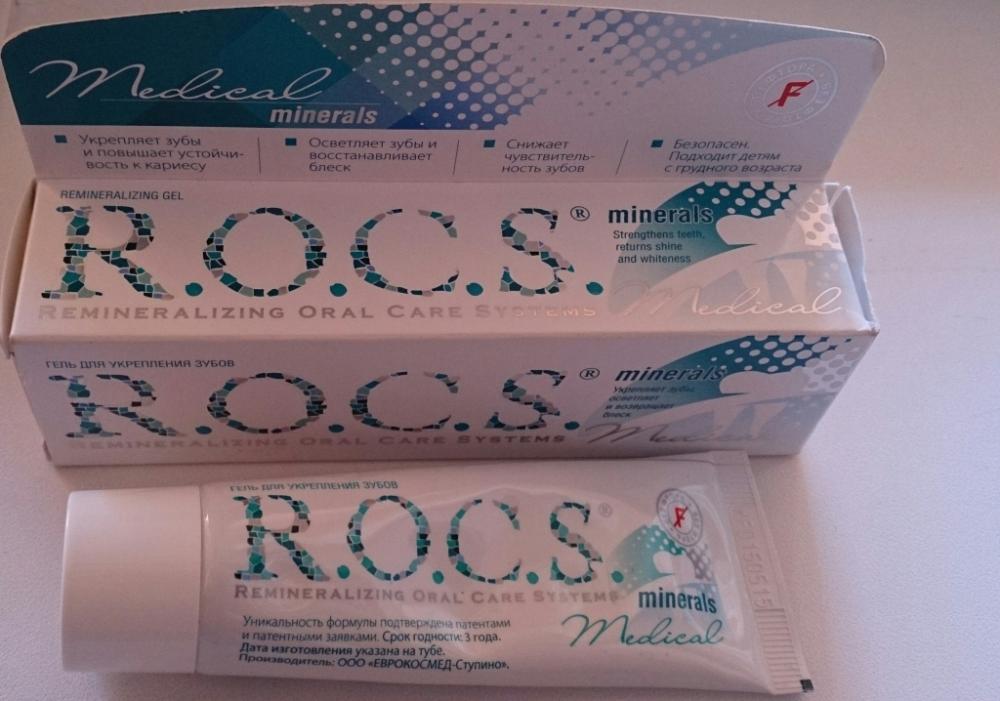 Medical
minerals
F
Укрепляет зубы
и повышает устойчи-
вость к кариесу
Осветляет зубы и
восстанавливает
блеск
Снижает
чувствитель-
ность зубов
Безопасен.
Подходит детям
с грудного возраста
REMINERALIZING GEL
R.O.C.S.®
minerals
Strengthens teeth,
returns shine
and whiteness
REMINERALIZING ORAL CARE SYSTEMS
Medical
ГЕЛЬ ДЛЯ УКРЕПЛЕНИЯ ЗУБОВ
R.O.C.S.®
minerals
Укрепляет зубы,
осветляет
и возвращает
блеск
REMINERALIZING ORAL CARE SYSTEMS
Medical
ГЕЛЬ ДЛЯ УКРЕПЛЕНИЯ ЗУБОВ
R.O.C.S.®
F
REMINERALIZING ORAL CARE SYSTEMS
minerals
Medical
Уникальность формулы подтверждена патентами
и патентными заявками. Срок годности: 3 года.
Дата изготовления указана на тубе.
Производитель: ООО «ЕВРОКОСМЕД-Ступино».